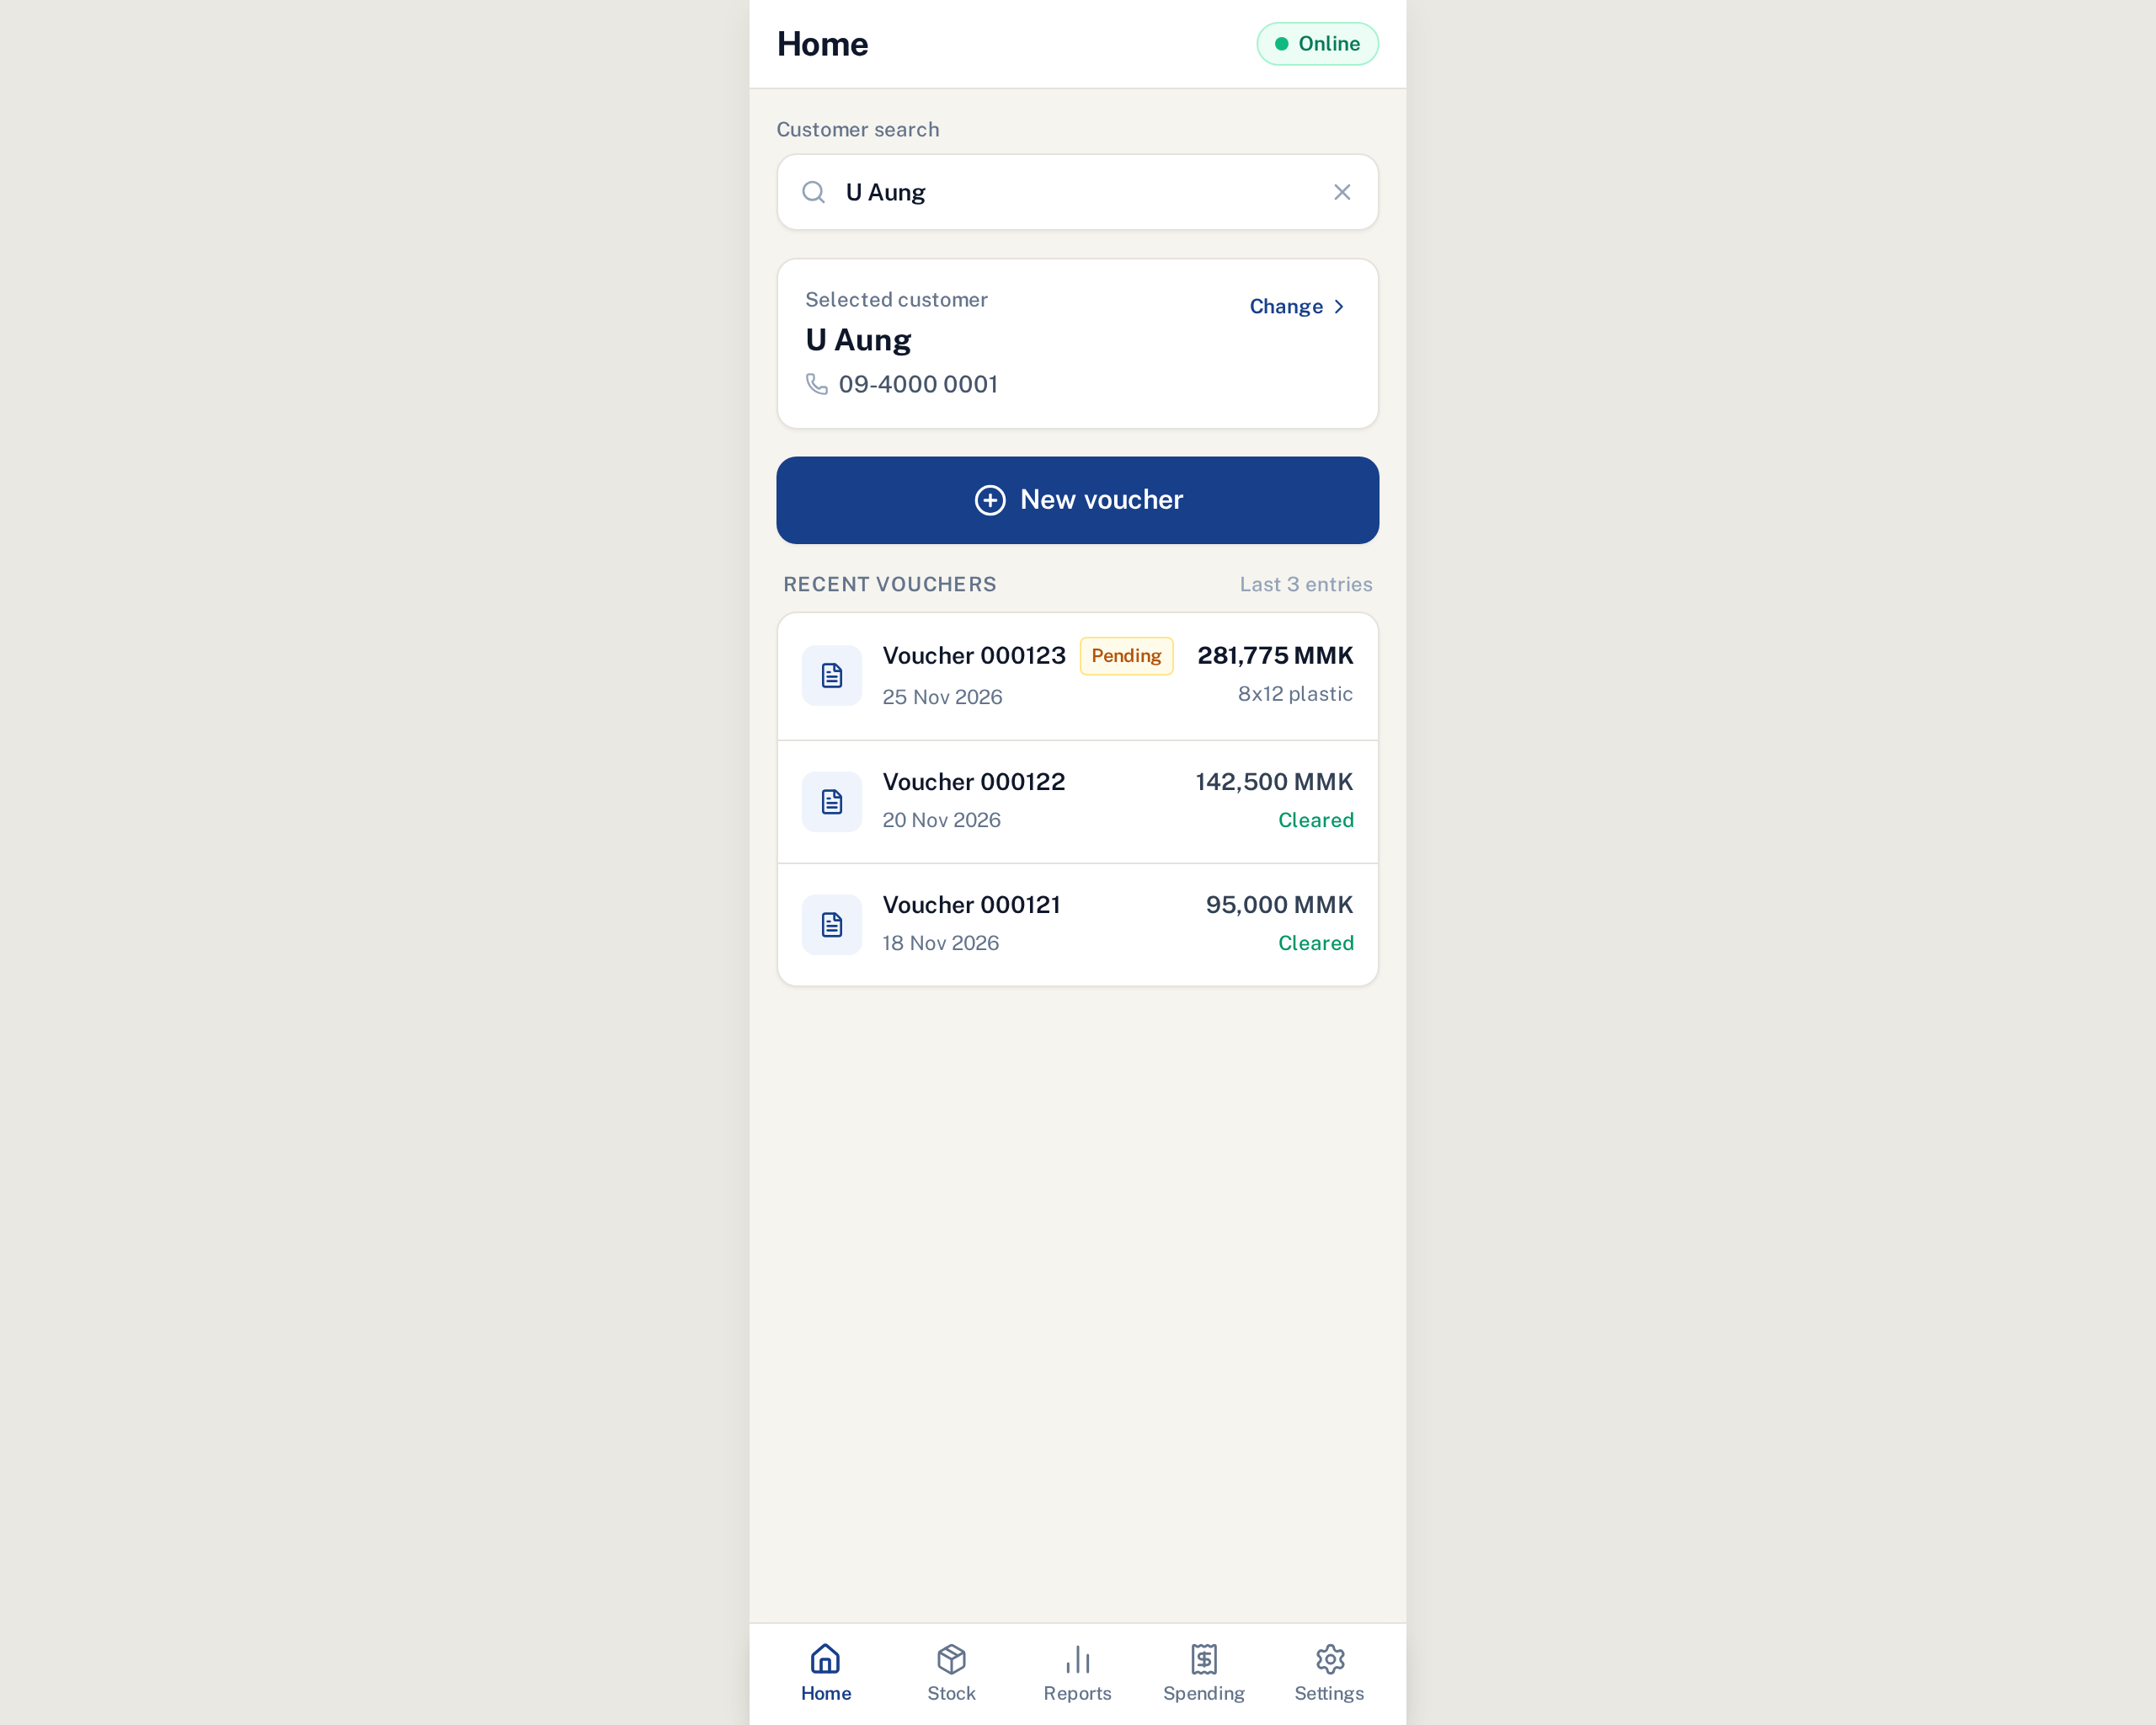 Home
Online
Customer search
U Aung
Selected customer
Change
U Aung
09-4000 0001
New voucher
RECENT VOUCHERS
Last 3 entries
Voucher 000123 Pending 281,775 MMK
25 Nov 2026 8x12 plastic
Voucher 000122 142,500 MMK
20 Nov 2026 Cleared
Voucher 000121 95,000 MMK
18 Nov 2026 Cleared
Home Stock Reports Spending Settings